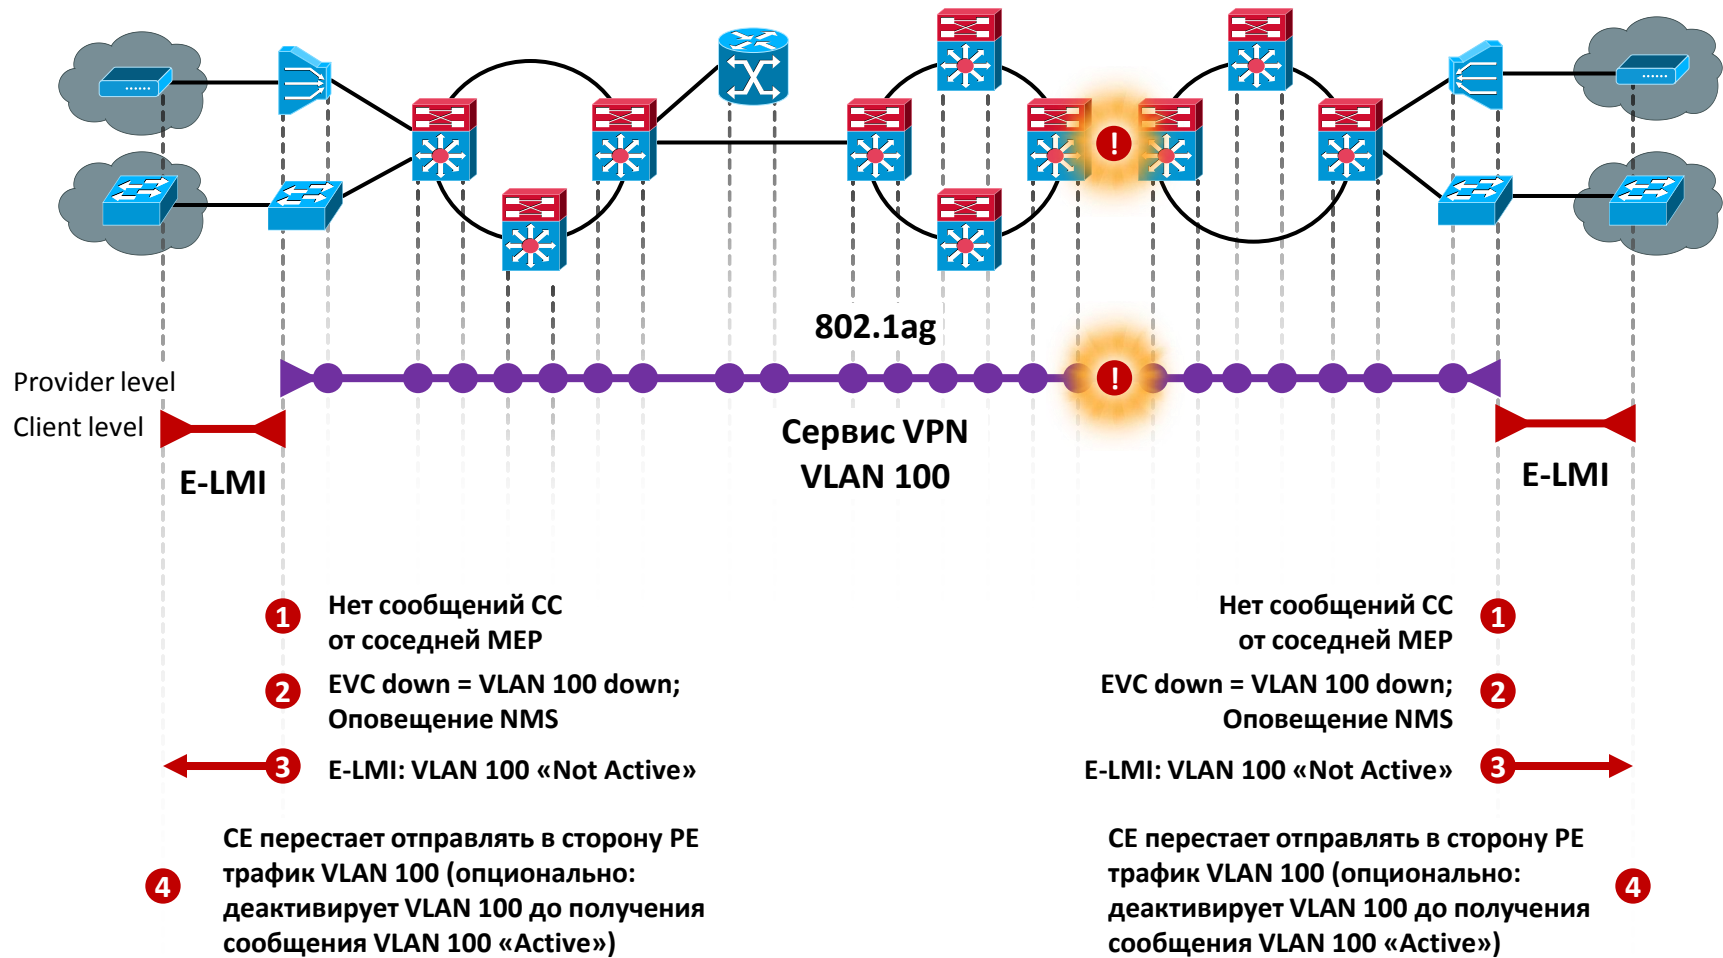 !
802.1ag
!
Provider level
Client level
Сервис VPN
VLAN 100
E-LMI
E-LMI
1
Нет сообщений CC
от соседней MEP
2
EVC down = VLAN 100 down;
Оповещение NMS
3
E-LMI: VLAN 100 «Not Active»
4
CE перестает отправлять в сторону PE
трафик VLAN 100 (опционально:
деактивирует VLAN 100 до получения
сообщения VLAN 100 «Active»)
Нет сообщений CC
от соседней MEP
1
EVC down = VLAN 100 down;
Оповещение NMS
2
E-LMI: VLAN 100 «Not Active»
3
CE перестает отправлять в сторону PE
трафик VLAN 100 (опционально:
деактивирует VLAN 100 до получения
сообщения VLAN 100 «Active»)
4